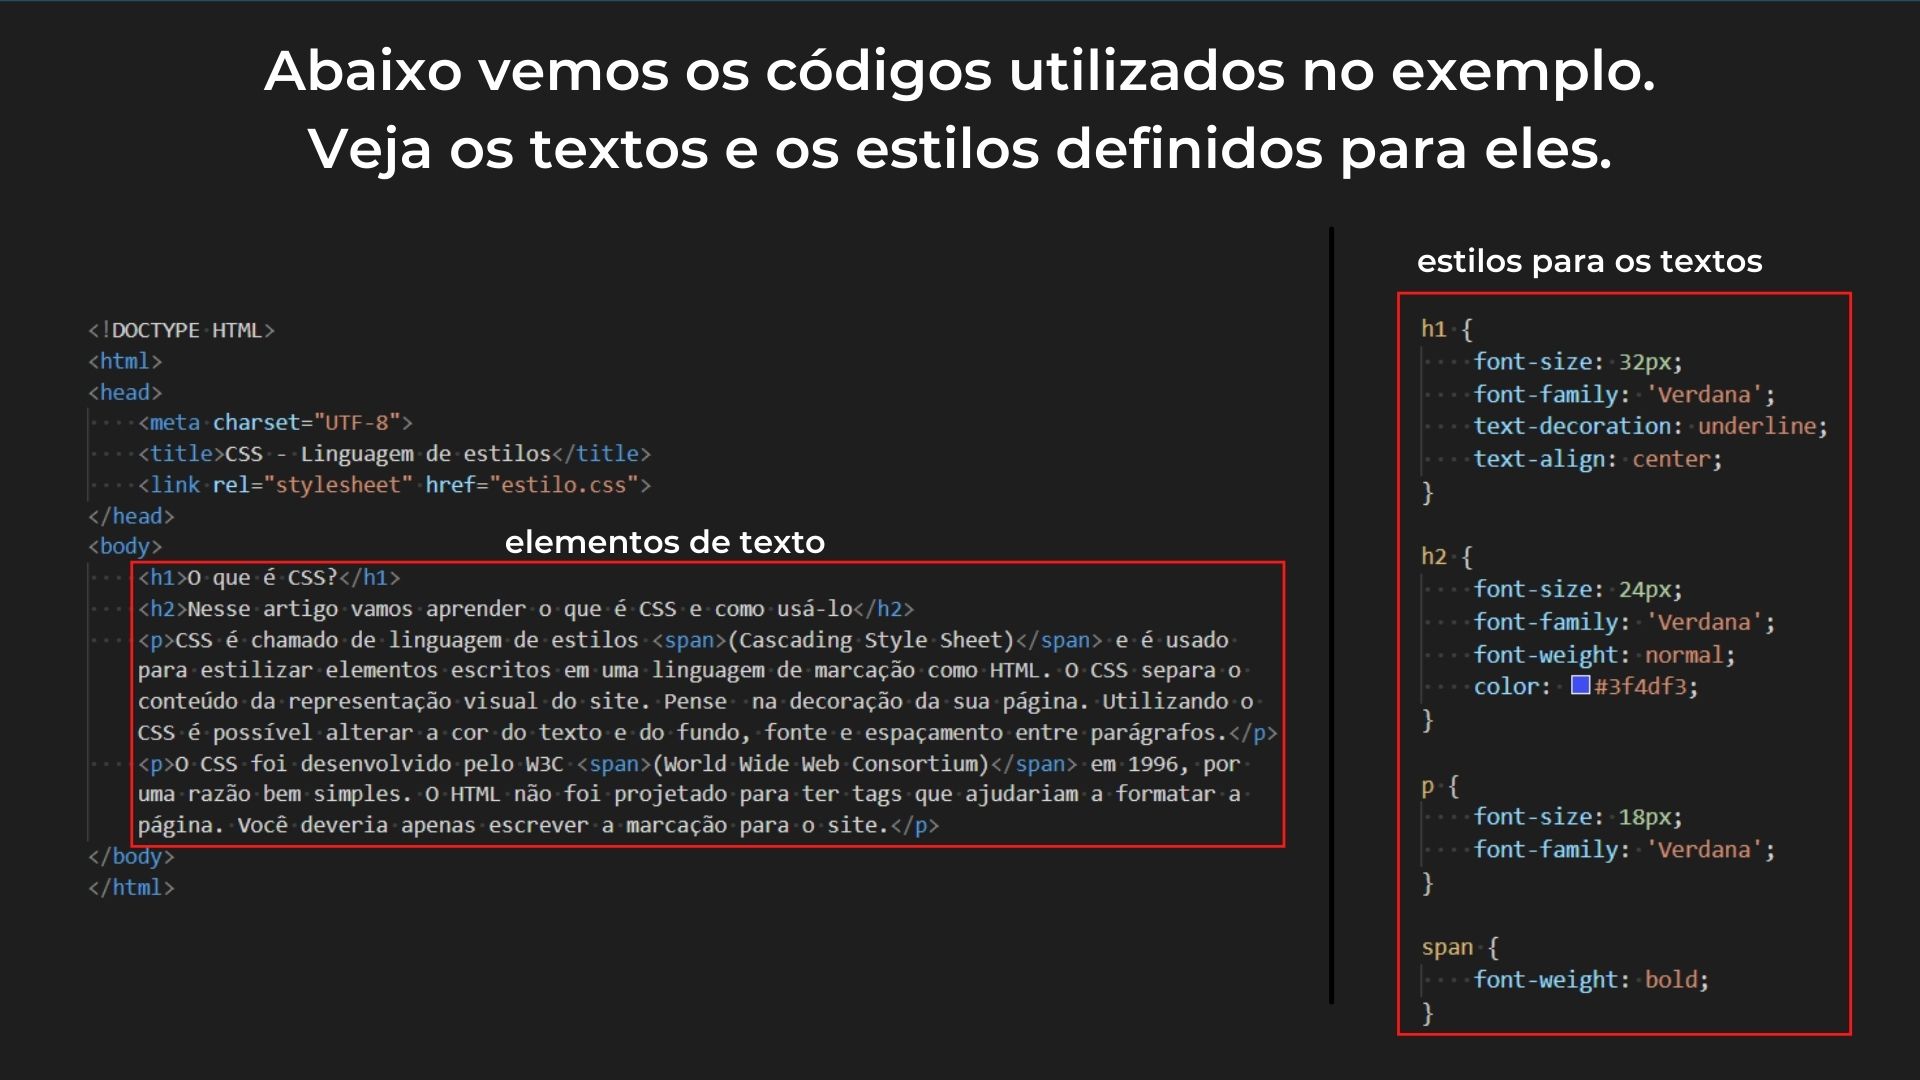 Abaixo vemos os códigos utilizados no exemplo.
Veja os textos e os estilos definidos para eles.
<!DOCTYPE HTML>
<html>
<head>
    <meta charset="UTF-8">
    <title>CSS - Linguagem de estilos</title>
    <link rel="stylesheet" href="estilo.css">
</head>
<body>
elementos de texto
    <h1>O que é CSS?</h1>
    <h2>Nesse artigo vamos aprender o que é CSS e como usá-lo</h2>
    <p>CSS é chamado de linguagem de estilos <span>(Cascading Style Sheet)</span> e é usado
    para estilizar elementos escritos em uma linguagem de marcação como HTML. O CSS separa o
    conteúdo da representação visual do site. Pense  na decoração da sua página. Utilizando o
    CSS é possível alterar a cor do texto e do fundo, fonte e espaçamento entre parágrafos.</p>
    <p>O CSS foi desenvolvido pelo W3C <span>(World Wide Web Consortium)</span> em 1996, por
    uma razão bem simples. O HTML não foi projetado para ter tags que ajudariam a formatar a
    página. Você deveria apenas escrever a marcação para o site.</p>
</body>
</html>
estilos para os textos
h1 {
    font-size: 32px;
    font-family: 'Verdana';
    text-decoration: underline;
    text-align: center;
}
h2 {
    font-size: 24px;
    font-family: 'Verdana';
    font-weight: normal;
    color: #3f4df3;
}
p {
    font-size: 18px;
    font-family: 'Verdana';
}
span {
    font-weight: bold;
}